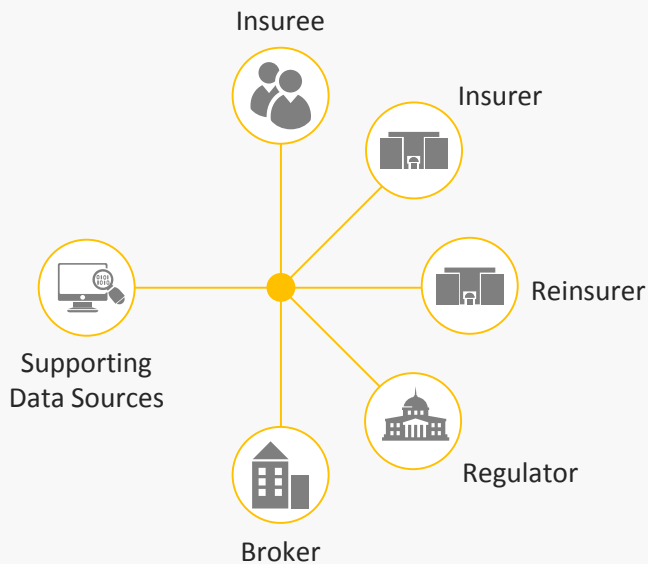 Insuree
Insurer
Reinsurer
Supporting
Data Sources
Regulator
Broker